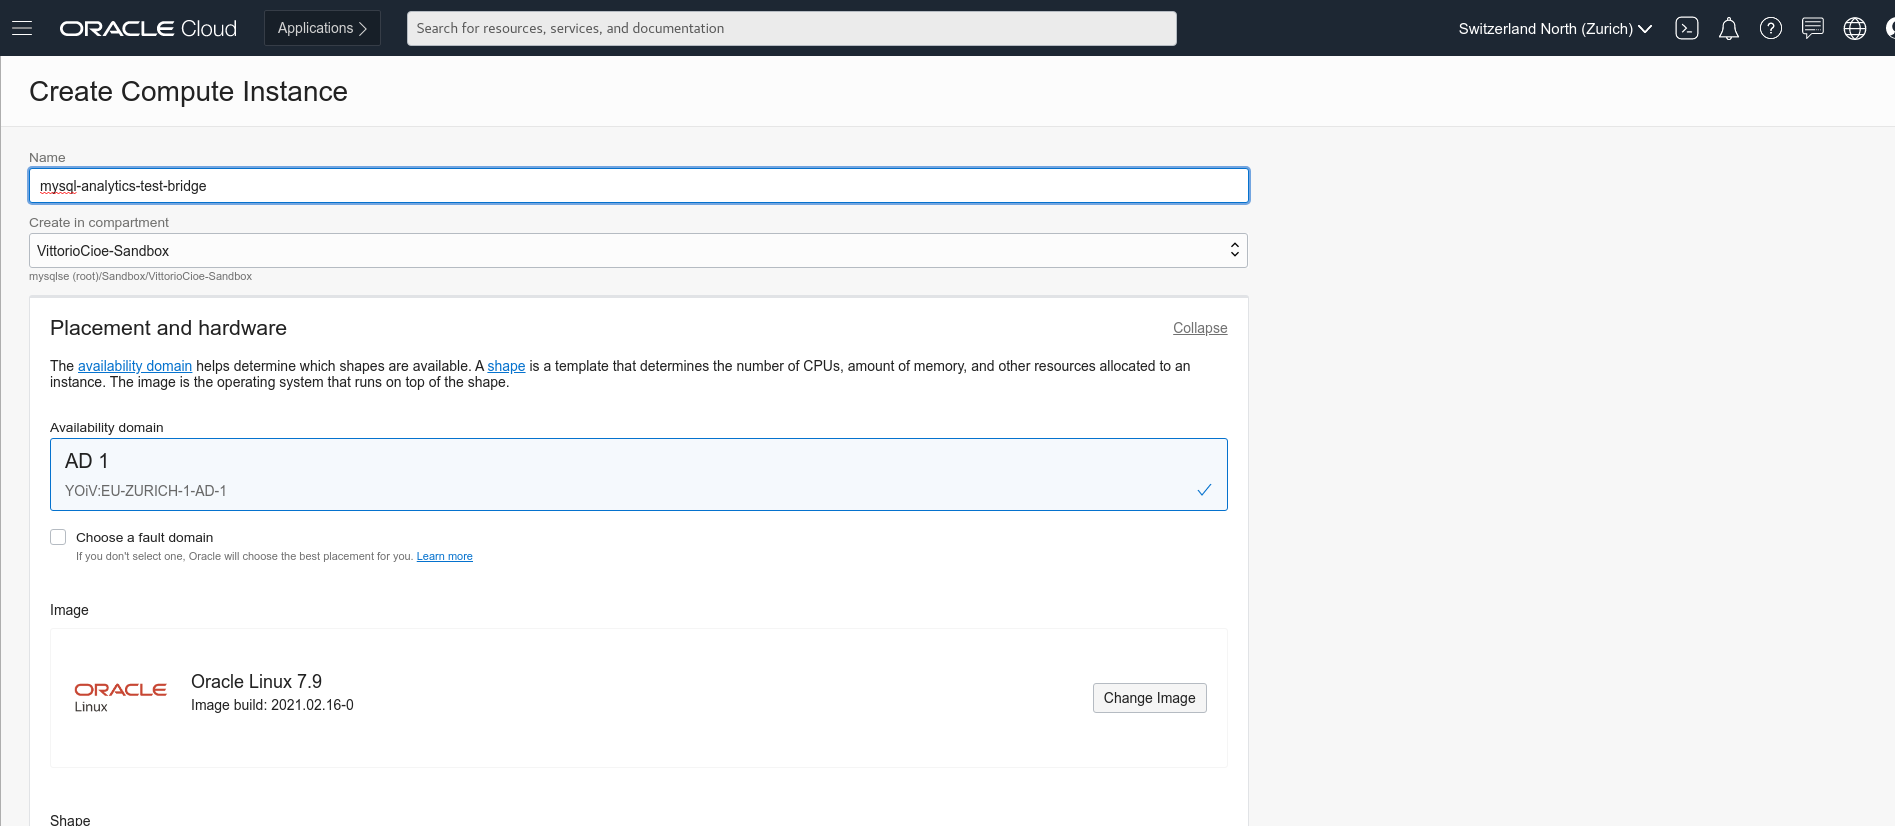 ORACLE Cloud
Applications
Search for resources, services, and documentation
Switzerland North (Zurich)
Create Compute Instance
Name
mysql-analytics-test-bridge
Create in compartment
VittorioCioe-Sandbox
mysqlse (root)/Sandbox/VittorioCioe-Sandbox
Placement and hardware
Collapse
The availability domain helps determine which shapes are available. A shape is a template that determines the number of CPUs, amount of memory, and other resources allocated to an
instance. The image is the operating system that runs on top of the shape.
Availability domain
AD 1
YOiV:EU-ZURICH-1-AD-1
Choose a fault domain
If you don't select one, Oracle will choose the best placement for you. Learn more
Image
ORACLE
Linux
Oracle Linux 7.9
Image build: 2021.02.16-0
Change Image
Shape